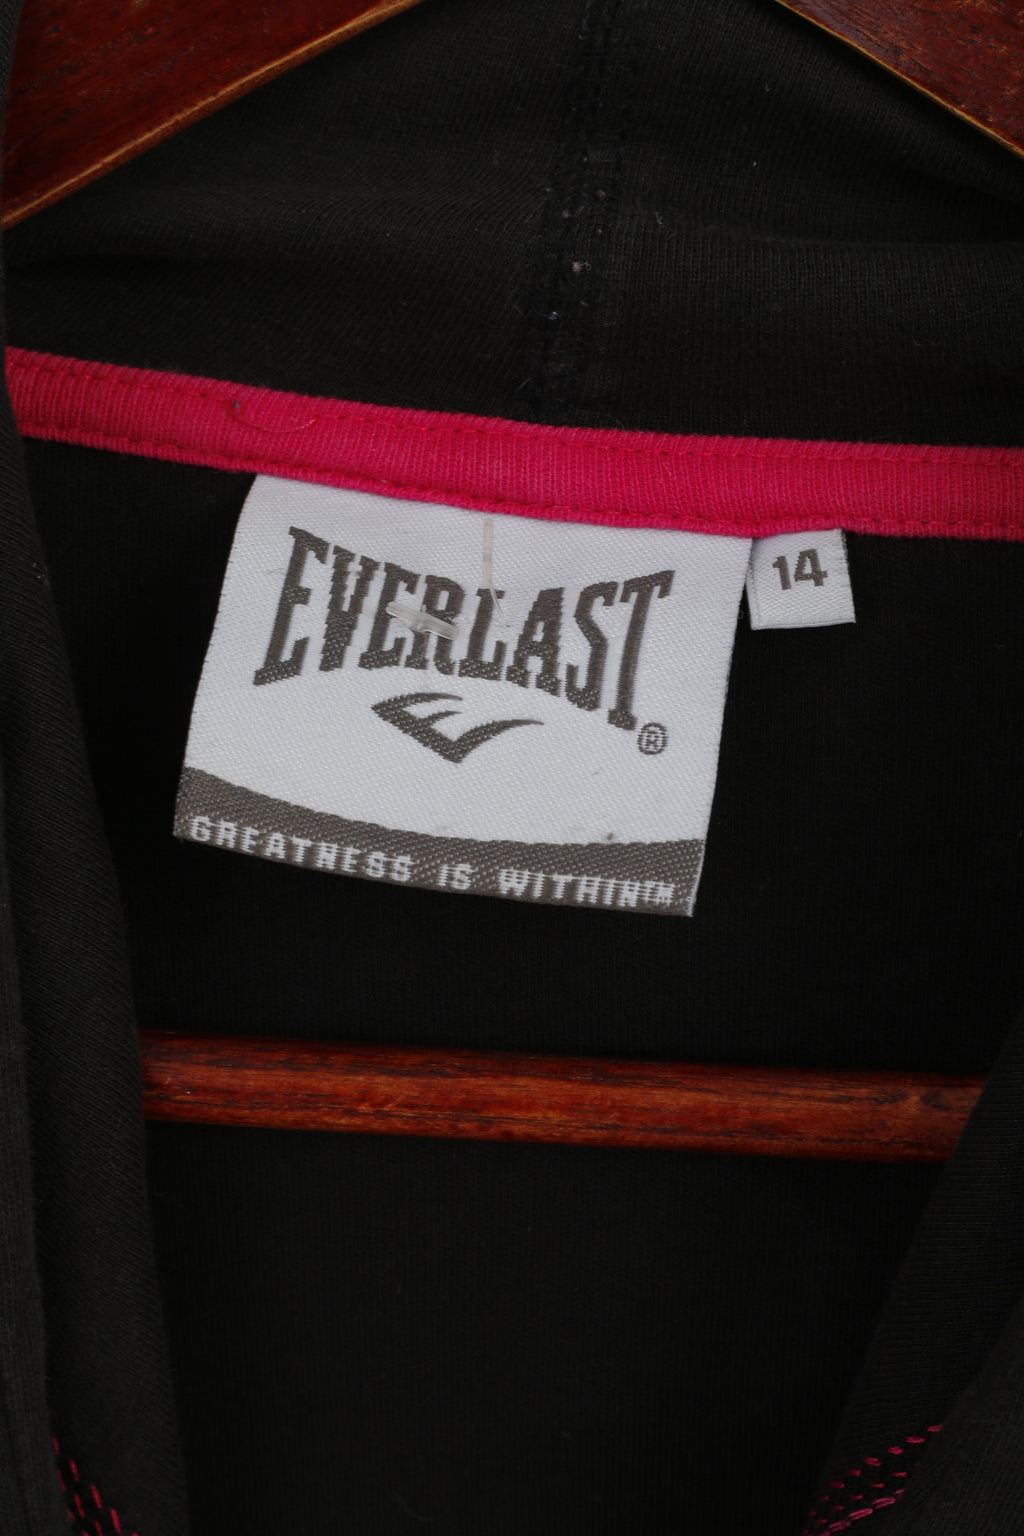 EVERLAST
®
14
GREATNESS IS WITHIN™